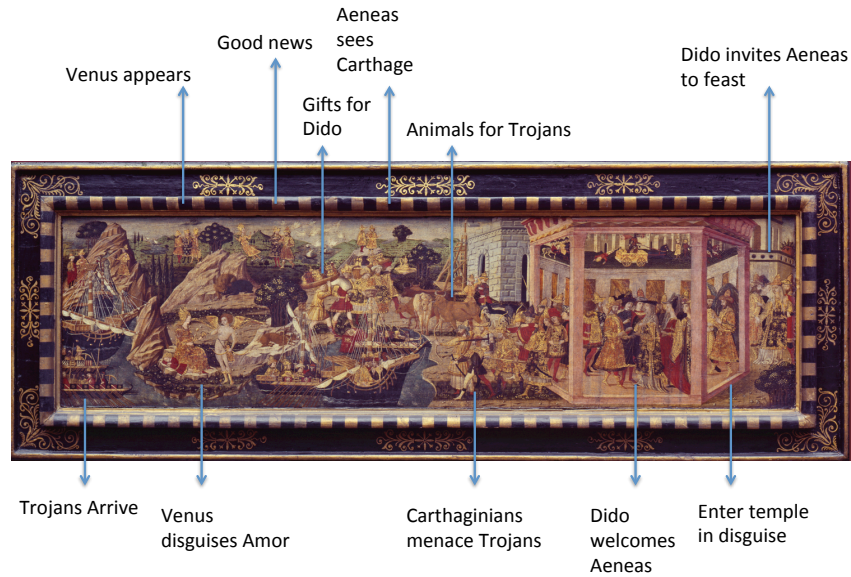 Venus appears
Good news
Aeneas
sees
Carthage
Gifts for
Dido
Animals for Trojans
Dido invites Aeneas
to feast
Trojans Arrive
Venus
disguises Amor
Carthaginians
menace Trojans
Dido
welcomes
Aeneas
Enter temple
in disguise